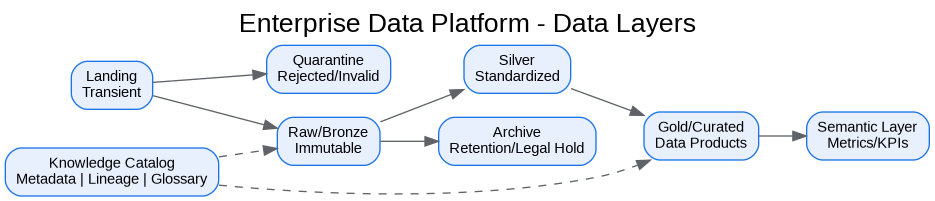 Enterprise Data Platform - Data Layers
Landing
Transient
Quarantine
Rejected/Invalid
Silver
Standardized
Raw/Bronze
Immutable
Archive
Retention/Legal Hold
Gold/Curated
Data Products
Semantic Layer
Metrics/KPIs
Knowledge Catalog
Metadata | Lineage | Glossary